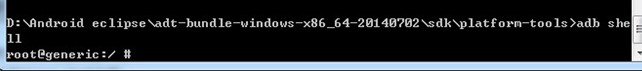 D:\Android eclipse\adt-bundle-windows-x86_64-20140702\sdk\platform-tools>adb she
ll
root@generic:/ #